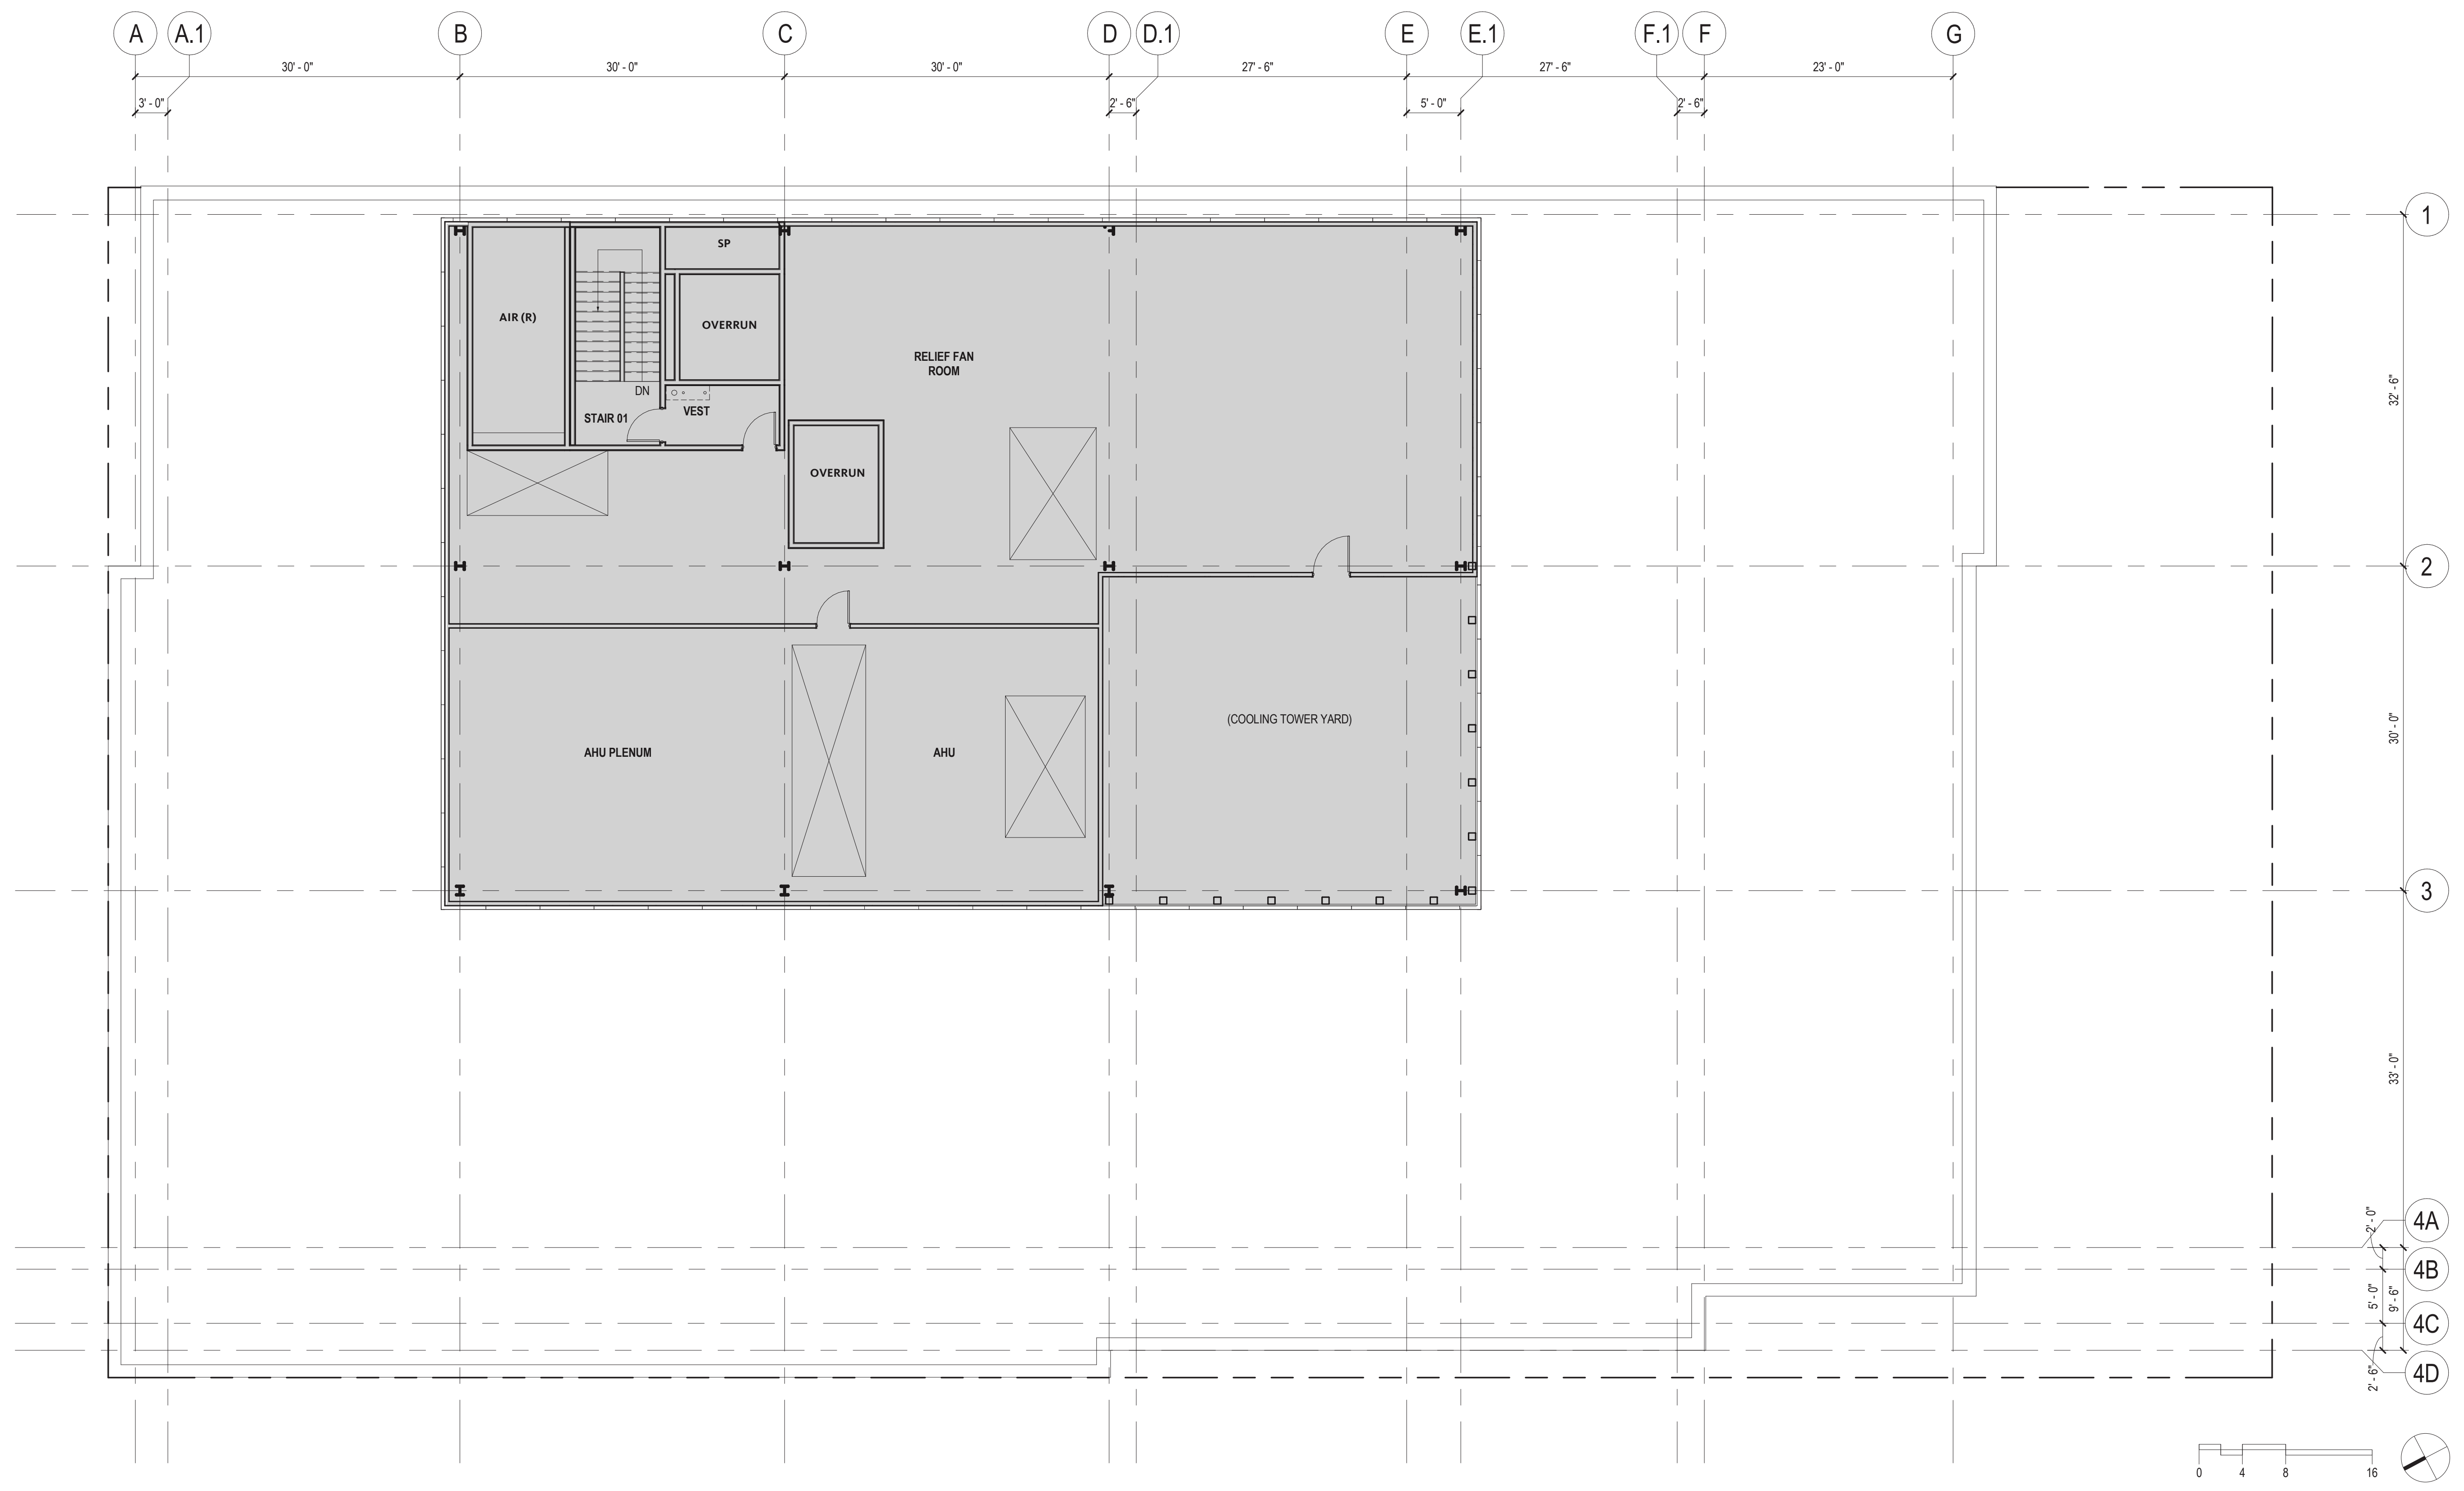 A A.1 B C D D.1 E E.1 F.1 F G
30' - 0" 30' - 0" 30' - 0" 27' - 6" 27' - 6" 23' - 0"
3' - 0" 2' - 6" 5' - 0" 2' - 6"
1
SP
AIR (R)
OVERRUN
RELIEF FAN
ROOM
32' - 6"
DN
STAIR 01
VEST
OVERRUN
2
(COOLING TOWER YARD)
AHU PLENUM
AHU
30' - 0"
3
33' - 0"
2' - 0"
4A
4B
5' - 0"
9' - 6"
4C
2' - 6"
4D
0 4 8 16